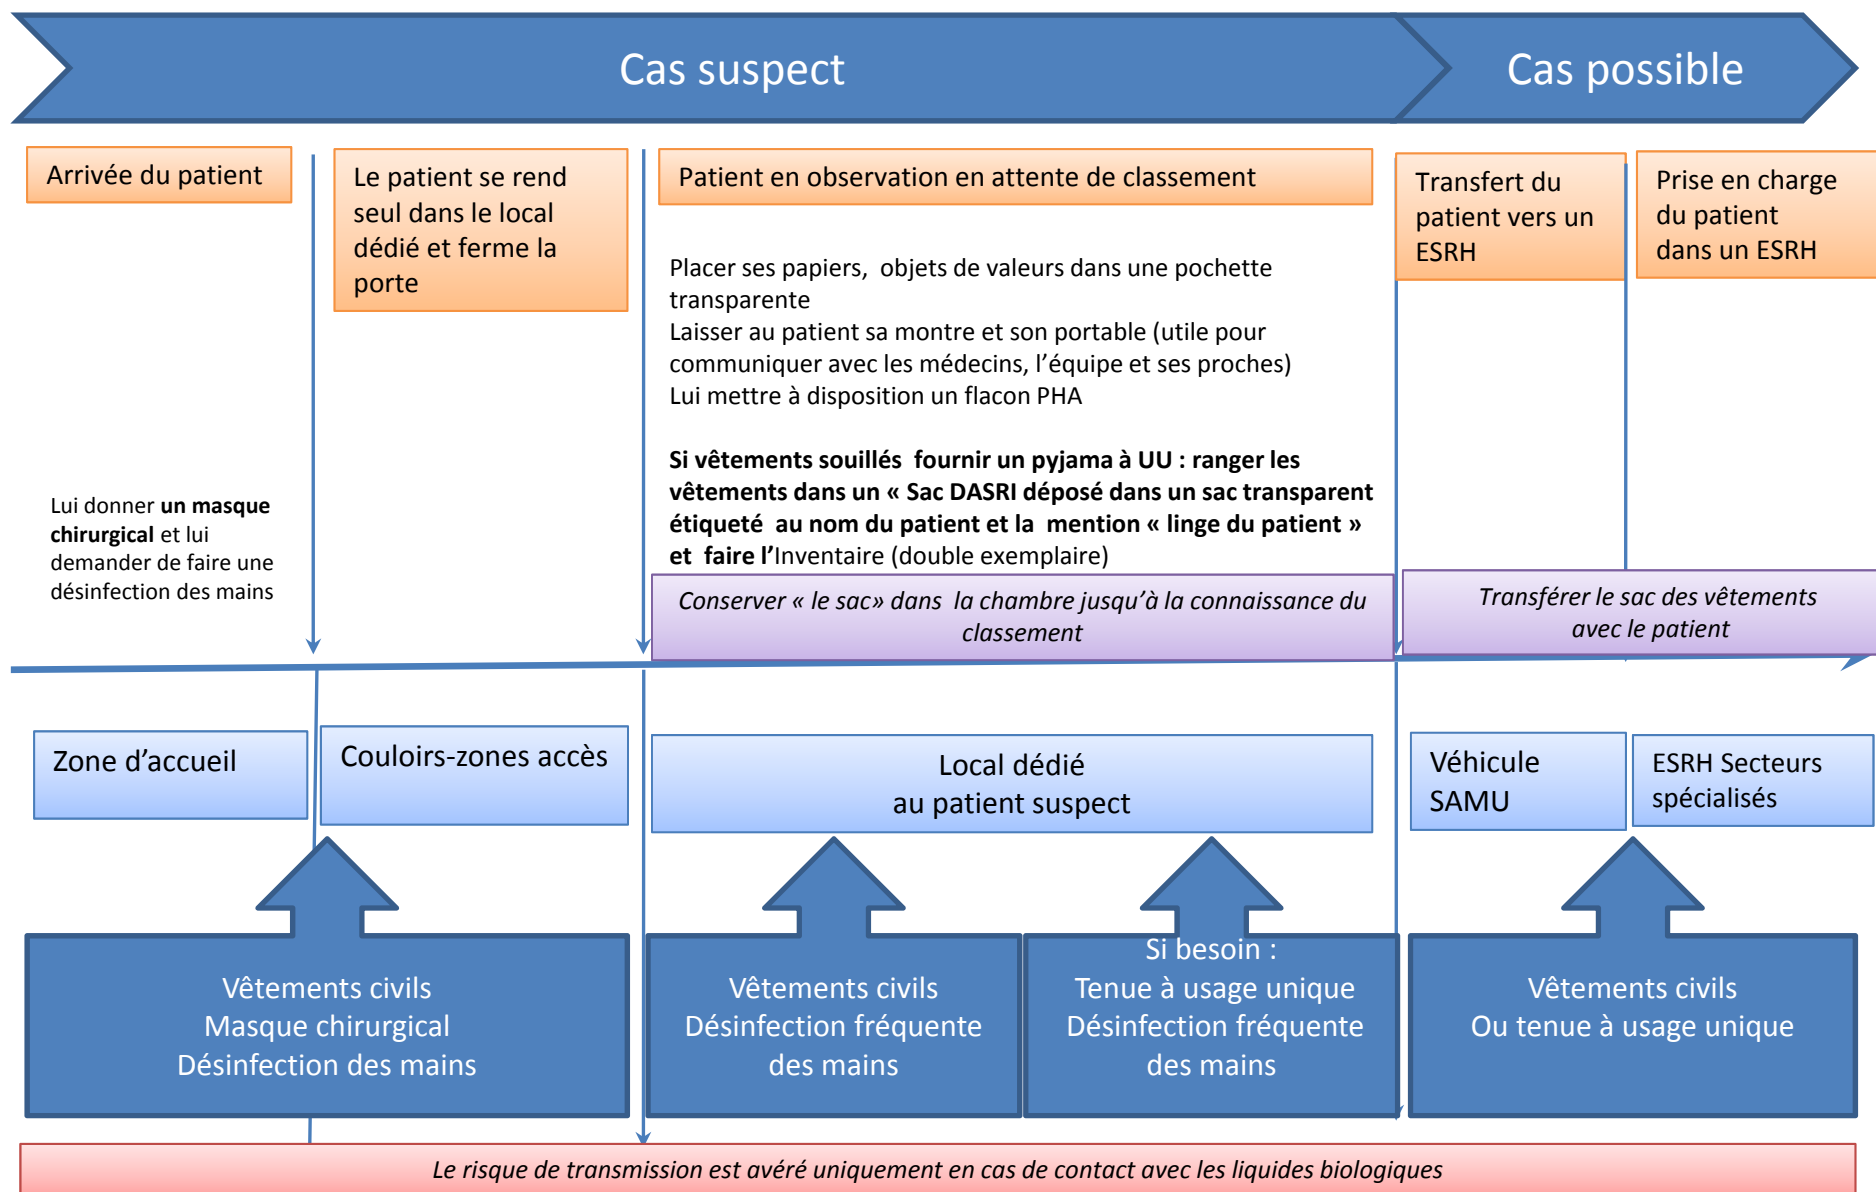 Cas suspect
Cas possible
Arrivée du patient
Le patient se rend
seul dans le local
dédié et ferme la
porte
Patient en observation en attente de classement
Transfert du
patient vers un
ESRH
Prise en charge
du patient
dans un ESRH
Placer ses papiers, objets de valeurs dans une pochette
transparente
Laisser au patient sa montre et son portable (utile pour
communiquer avec les médecins, l'équipe et ses proches)
Lui mettre à disposition un flacon PHA
Si vêtements souillés fournir un pyjama à UU : ranger les
vêtements dans un « Sac DASRI déposé dans un sac transparent
étiqueté au nom du patient et la mention « linge du patient »
et faire l'Inventaire (double exemplaire)
Lui donner un masque
chirurgical et lui
demander de faire une
désinfection des mains
Conserver « le sac» dans la chambre jusqu'à la connaissance du
classement
Transférer le sac des vêtements
avec le patient
Zone d'accueil
Couloirs-zones accès
Local dédié
au patient suspect
Véhicule
SAMU
ESRH Secteurs
spécialisés
Vêtements civils
Masque chirurgical
Désinfection des mains
Vêtements civils
Désinfection fréquente
des mains
Si besoin :
Tenue à usage unique
Désinfection fréquente
des mains
Vêtements civils
Ou tenue à usage unique
Le risque de transmission est avéré uniquement en cas de contact avec les liquides biologiques